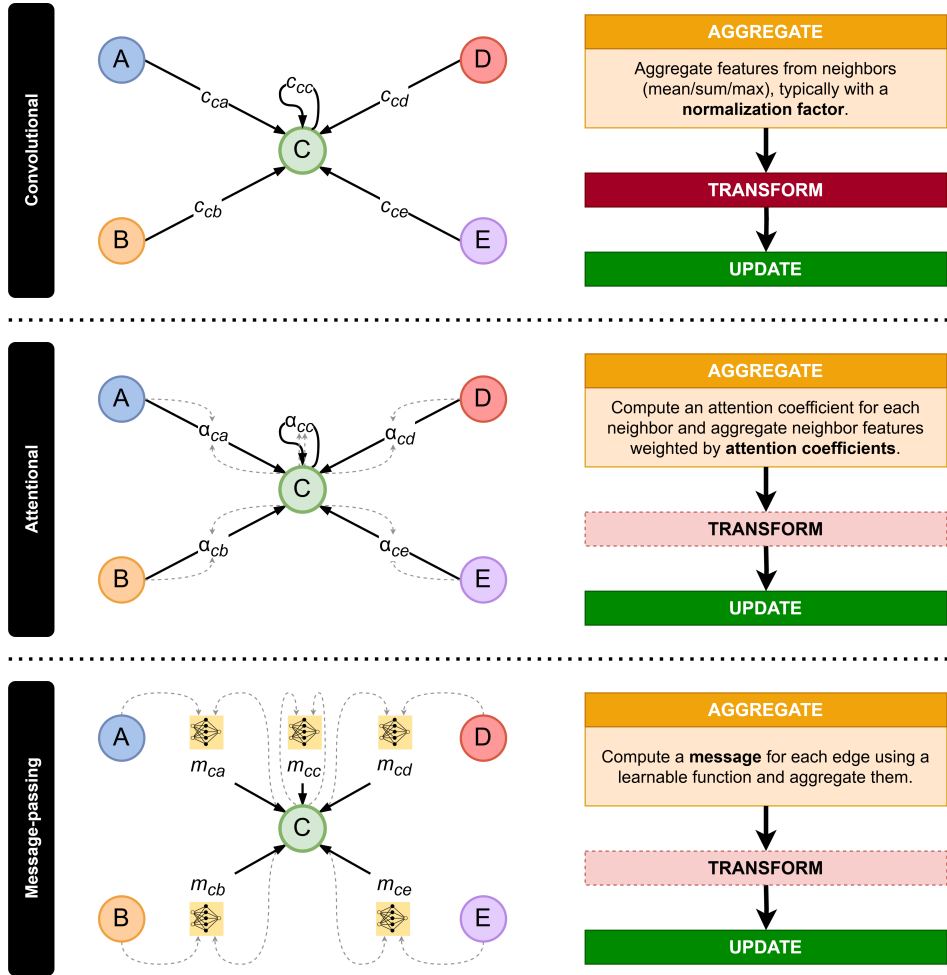 Convolutional
A
D
c_cc
c_ca
c_cd
C
c_cb
c_ce
B
E
AGGREGATE
Aggregate features from neighbors
(mean/sum/max), typically with a
normalization factor.
TRANSFORM
UPDATE
Attentional
A
D
α_cc
α_ca
α_cd
C
α_cb
α_ce
B
E
AGGREGATE
Compute an attention coefficient for each
neighbor and aggregate neighbor features
weighted by attention coefficients.
TRANSFORM
UPDATE
Message-passing
A
D
m_ca
m_cc
m_cd
C
m_cb
m_ce
B
E
AGGREGATE
Compute a message for each edge using a
learnable function and aggregate them.
TRANSFORM
UPDATE